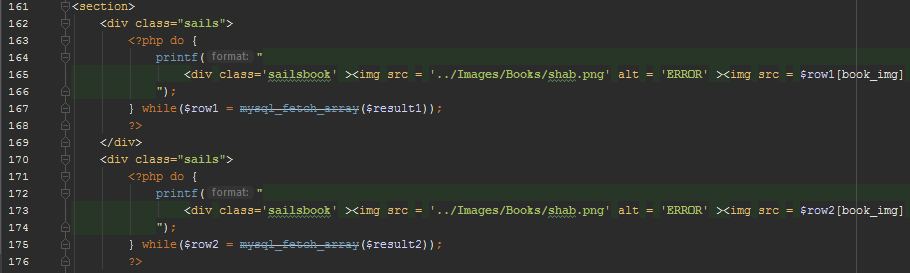 161 <section>
162 <div class="sails">
163 <?php do {
164 printf( format: "
165 <div class='sailsbook' ><img src = '../Images/Books/shab.png' alt = 'ERROR' ><img src = $row1[book_img]
166 ");
167 } while($row1 = mysql_fetch_array($result1));
168 ?>
169 </div>
170 <div class="sails">
171 <?php do {
172 printf( format: "
173 <div class='sailsbook' ><img src = '../Images/Books/shab.png' alt = 'ERROR' ><img src = $row2[book_img]
174 ");
175 } while($row2 = mysql_fetch_array($result2));
176 ?>